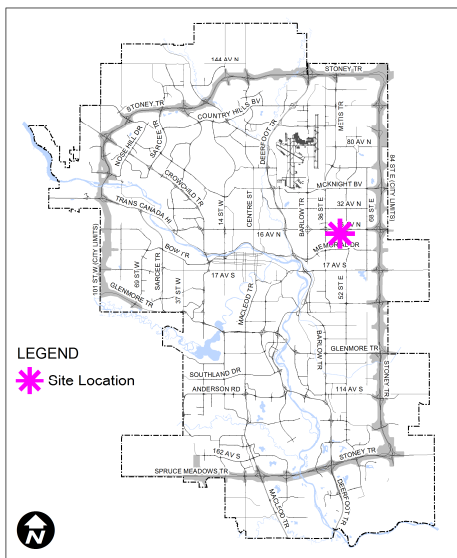 144 AV N
STONEY TR
STONEY TR
COUNTRY HILLS BV
METIS TR
NOSE HILL DR
SARCEE TR
DEERFOOT TR
80 AV N
CROWCHILD TR
MCKNIGHT BV
84 ST E (CITY LIMITS)
TRANS CANADA HI
14 ST W
CENTRE ST
BARLOW TR
36 ST E
32 AV N
68 ST E
16 AV N
AV N
MEMORIAL DR
BOW TR
17 AV S
17 AV S
101 ST W (CITY LIMITS)
69 ST W
SARCEE TR
37 ST W
52 ST E
GLENMORE TR
MACLEOD TR
BARLOW TR
GLENMORE TR
LEGEND
Site Location
SOUTHLAND DR
ANDERSON RD
114 AV S
STONEY TR
162 AV S
STONEY TR
SPRUCE MEADOWS TR
MACLEOD TR
DEERFOOT TR
N